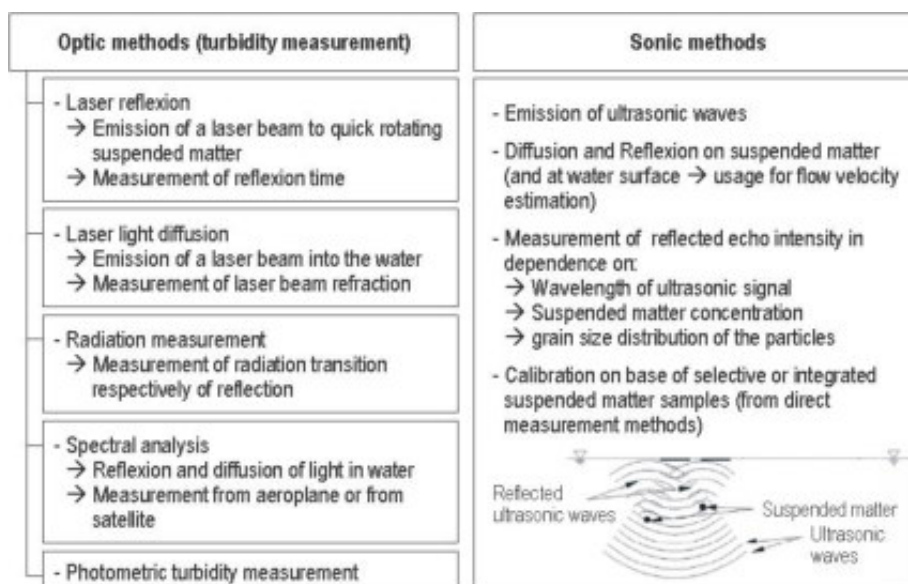 Optic methods (turbidity measurement)
- Laser reflexion
→ Emission of a laser beam to quick rotating
suspended matter
→ Measurement of reflexion time
- Laser light diffusion
→ Emission of a laser beam into the water
→ Measurement of laser beam refraction
- Radiation measurement
→ Measurement of radiation transition
respectively of reflection
- Spectral analysis
→ Reflexion and diffusion of light in water
→ Measurement from aeroplane or from
satellite
- Photometric turbidity measurement
Sonic methods
- Emission of ultrasonic waves
- Diffusion and Reflexion on suspended matter
(and at water surface → usage for flow velocity
estimation)
- Measurement of reflected echo intensity in
dependence on:
→ Wavelength of ultrasonic signal
→ Suspended matter concentration
→ grain size distribution of the particles
- Calibration on base of selective or integrated
suspended matter samples (from direct
measurement methods)
Reflected
ultrasonic waves
Suspended matter
Ultrasonic
waves